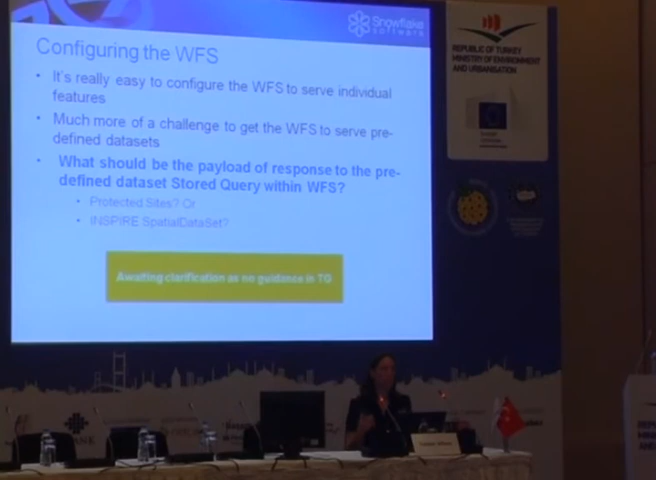 Snowflake
software
Configuring the WFS
• It's really easy to configure the WFS to serve individual
features
• Much more of a challenge to get the WFS to serve pre-
defined datasets
• What should be the payload of response to the pre-
defined dataset Stored Query within WFS?
• Protected Sites? Or
• INSPIRE SpatialDataSet?
Awaiting clarification as no guidance in TG
REPUBLIC OF TURKEY
MINISTRY OF ENVIRONMENT
AND URBANISATION